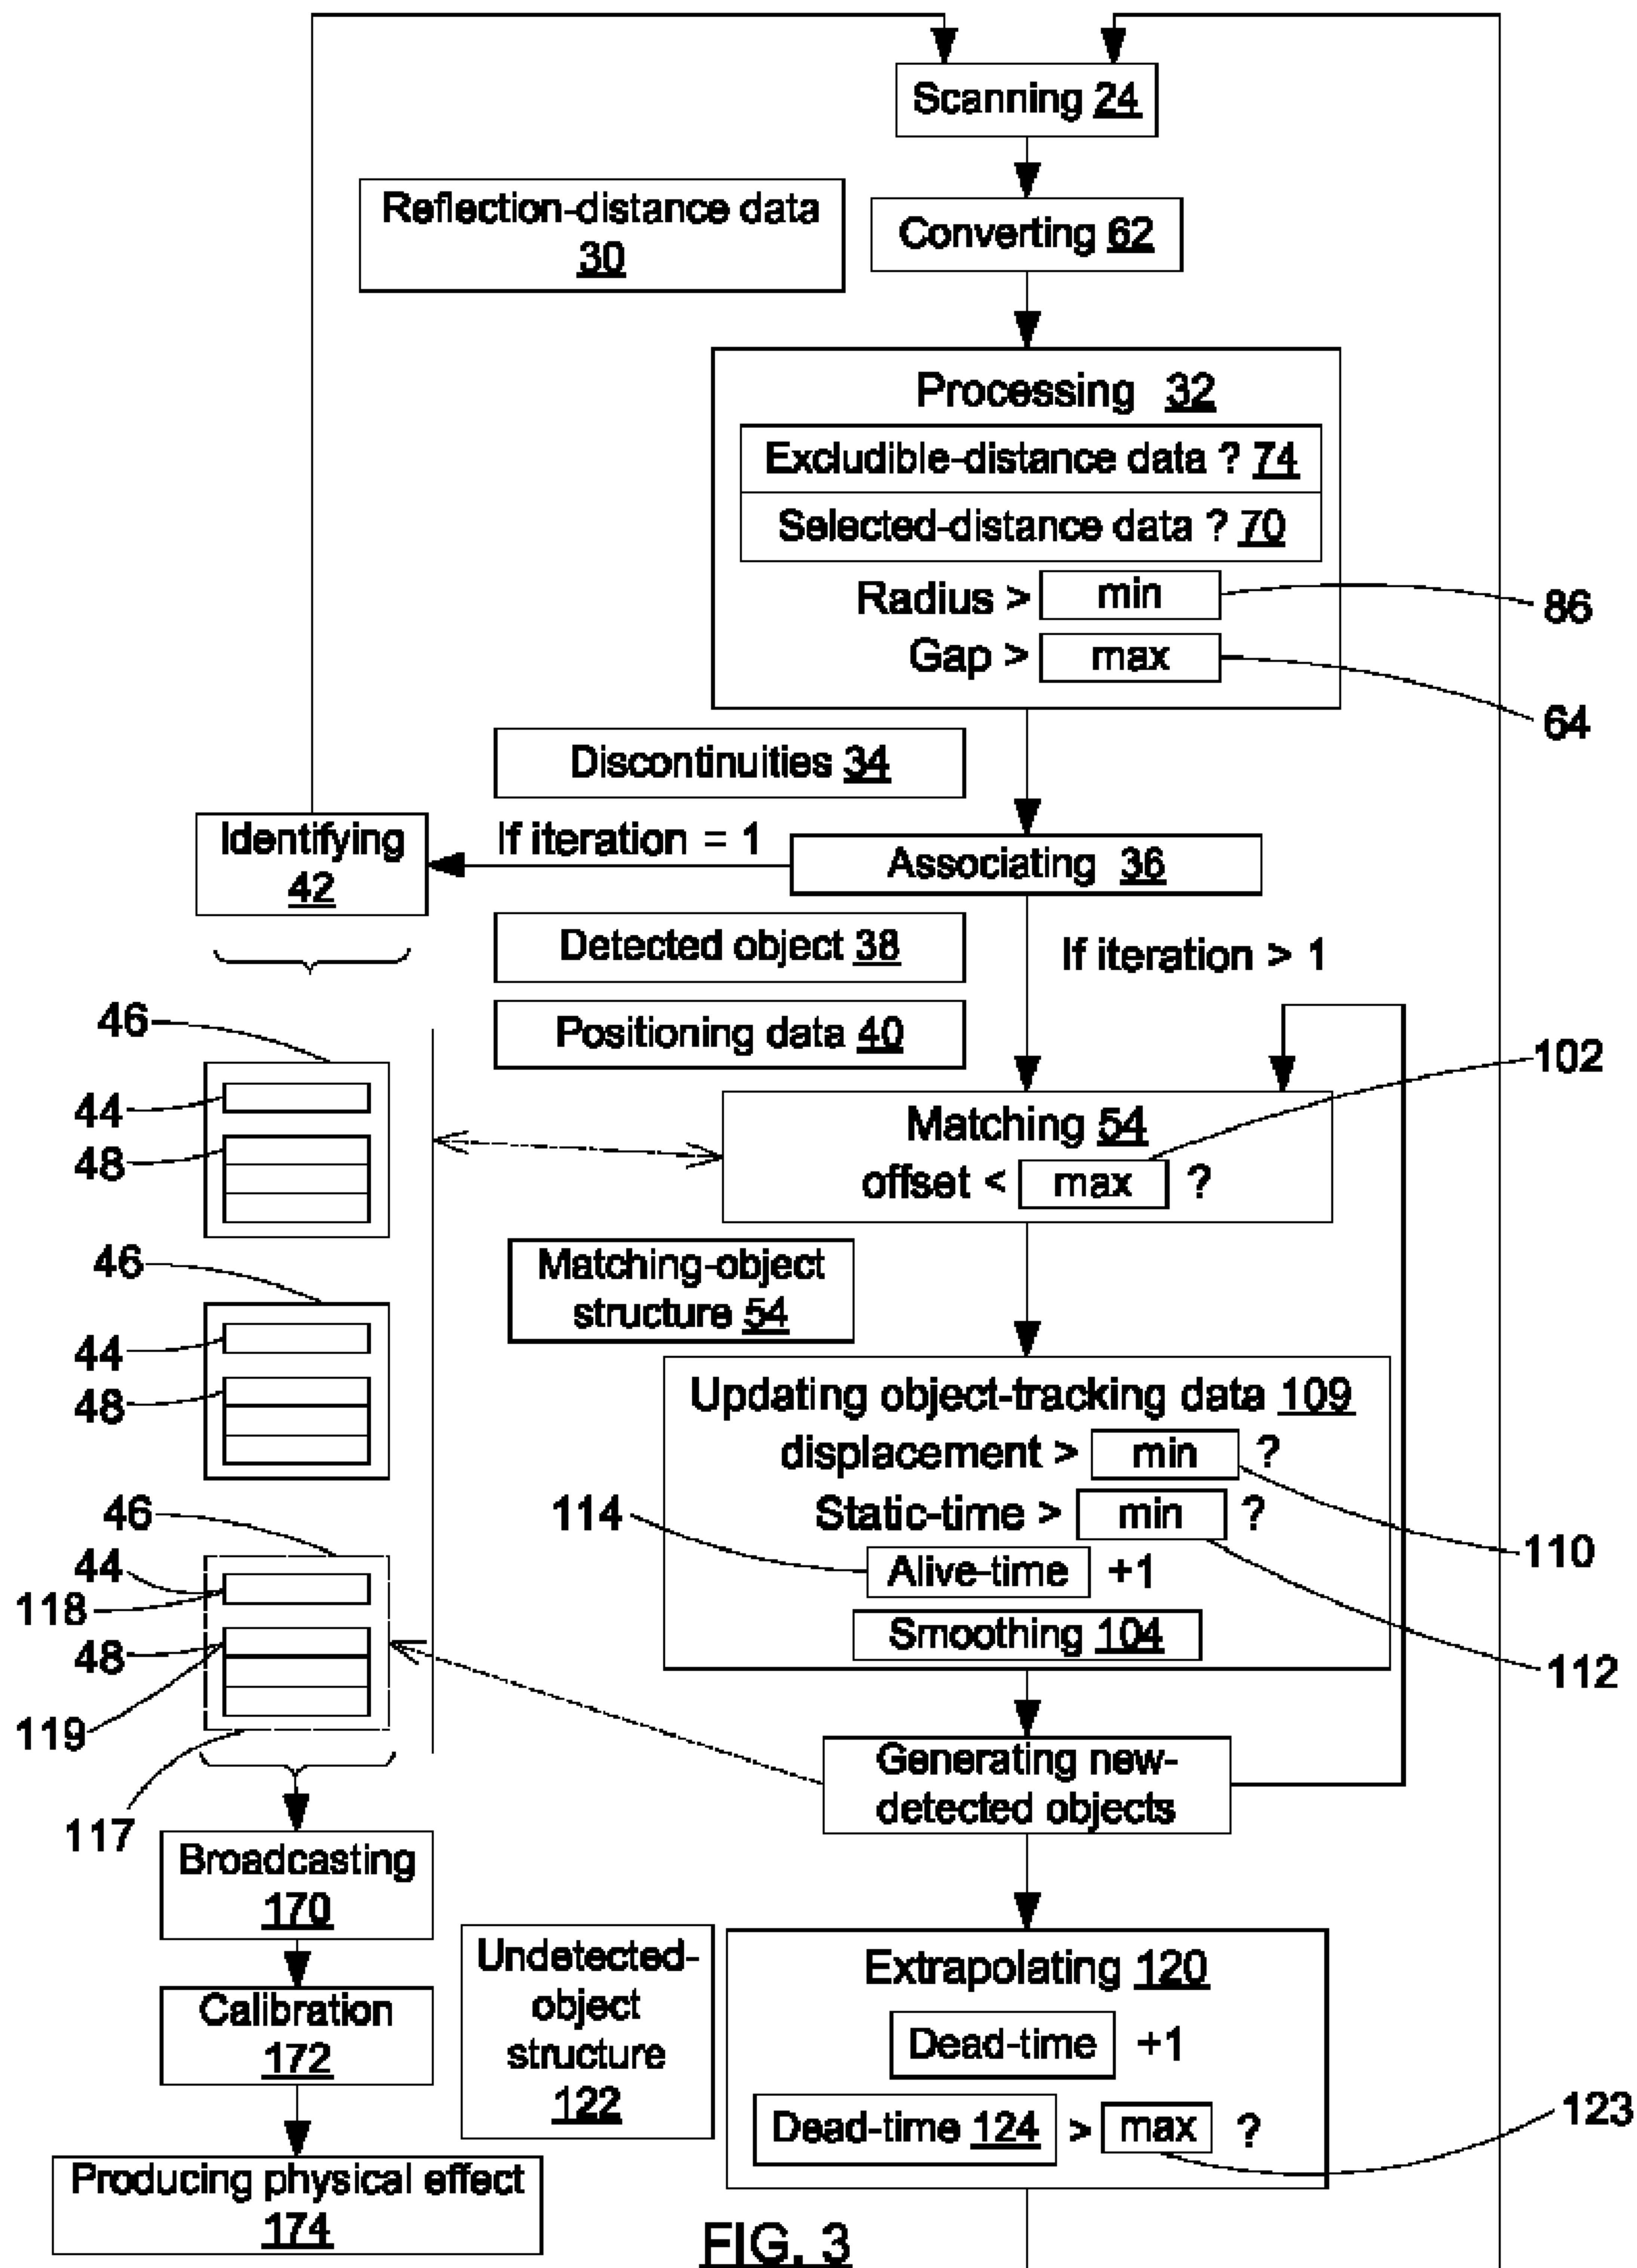 Scanning 24
Reflection-distance data
30
Converting 62
Processing 32
Excludible-distance data ? 74
Selected-distance data ? 70
Radius > min
86
Gap > max
64
Discontinuities 34
Identifying
42
If iteration = 1
Associating 36
Detected object 38
If iteration > 1
Positioning data 40
46
44
48
102
Matching 54
offset < max ?
46
44
48
Matching-object
structure 54
Updating object-tracking data 109
displacement > min ?
Static-time > min ?
114
110
Alive-time +1
Smoothing 104
112
46
44
118
48
119
117
Generating new-
detected objects
Broadcasting
170
Calibration
172
Producing physical effect
174
Undetected-
object
structure
122
Extrapolating 120
Dead-time +1
Dead-time 124 > max ?
123
FIG. 3